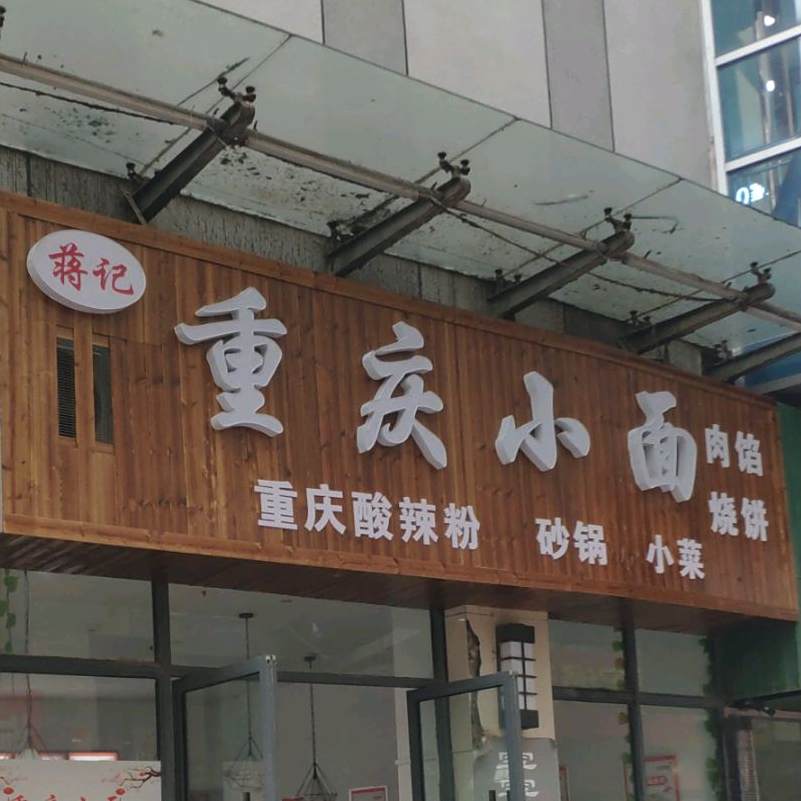 蒋记
重庆小面
肉馅
烧饼
重庆酸辣粉 砂锅 小菜